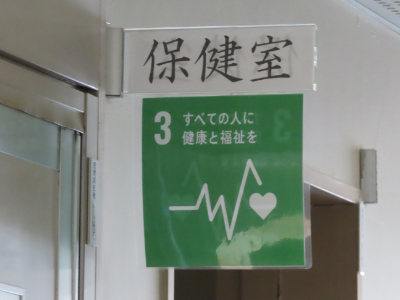 保健室
3 すべての人に
健康と福祉を